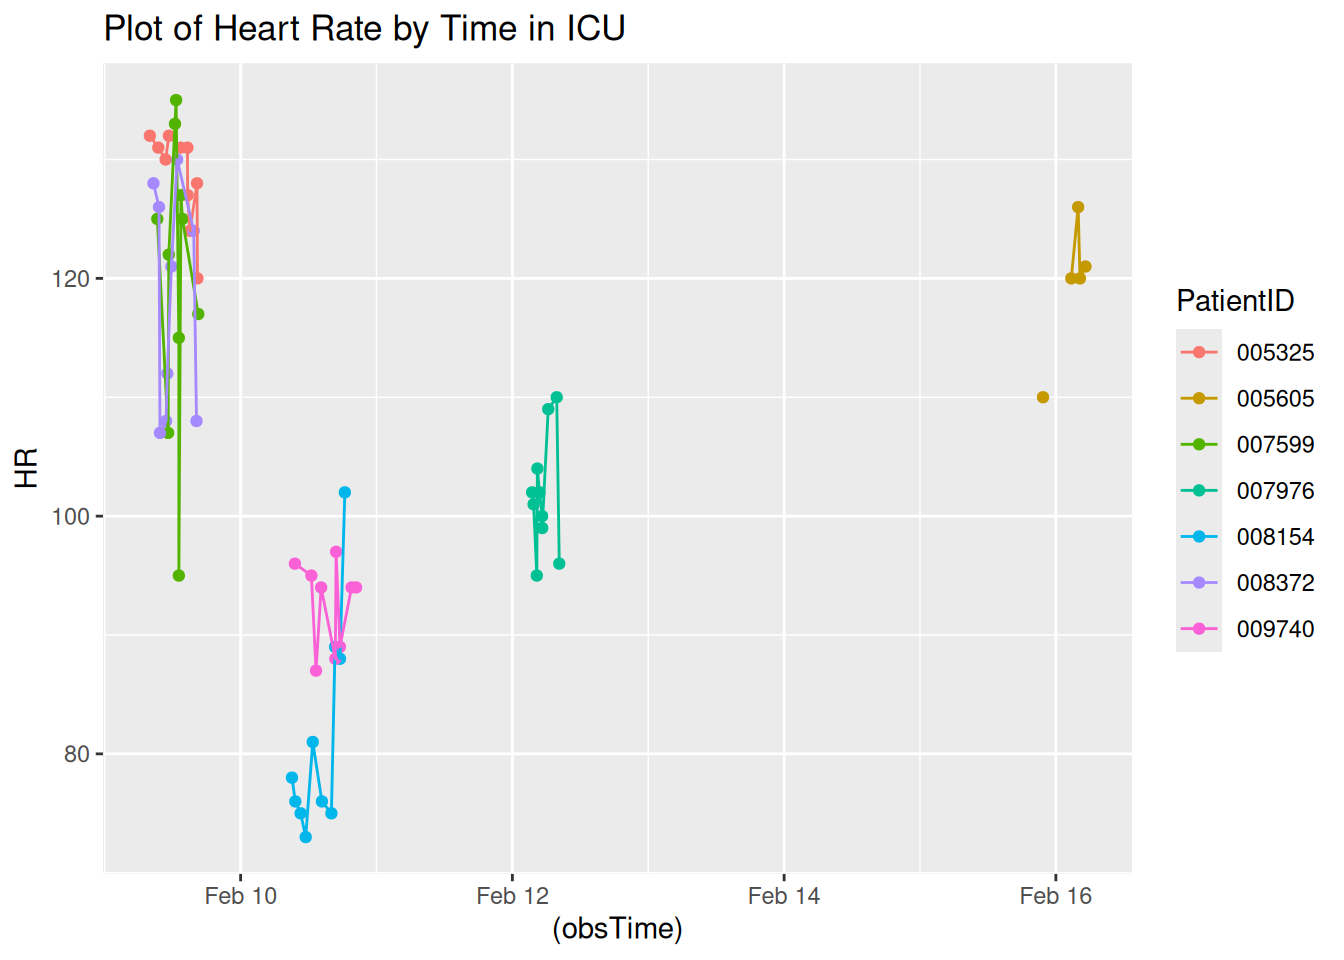 Plot of Heart Rate by Time in ICU
HR
120
100
80
Feb 10
Feb 12
Feb 14
Feb 16
(obsTime)
PatientID
005325
005605
007599
007976
008154
008372
009740